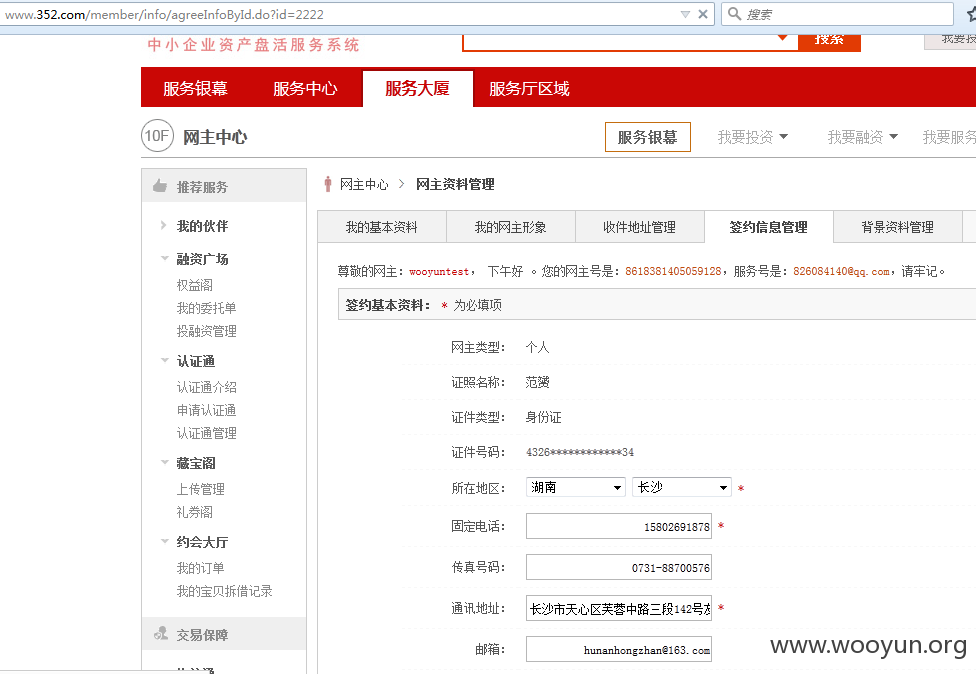 www.352.com/member/info/agreeInfoById.do?id=2222
搜索
中小企业资产盘活服务系统
搜索
我要投
服务银幕 服务中心 服务大厦 服务厅区域
10F 网主中心
服务银幕 我要投资 我要融资 我要服务
推荐服务
我的伙伴
融资广场
权益阁
我的委托单
投融资管理
认证通
认证通介绍
申请认证通
认证通管理
藏宝阁
上传管理
礼券阁
约会大厅
我的订单
我的宝贝拆借记录
交易保障
网主中心 > 网主资料管理
我的基本资料 我的网主形象 收件地址管理 签约信息管理 背景资料管理
尊敬的网主：wooyuntest， 下午好 。您的网主号是：8618381405059128，服务号是：826084140@qq.com，请牢记。
签约基本资料： * 为必填项
网主类型： 个人
证照名称： 范赟
证件类型： 身份证
证件号码： 4326************34
所在地区： 湖南 长沙 *
固定电话： 15802691878 *
传真号码： 0731-88700576
通讯地址： 长沙市天心区芙蓉中路三段142号 *
邮箱： hunanhongzhan@163.com
www.wooyun.org